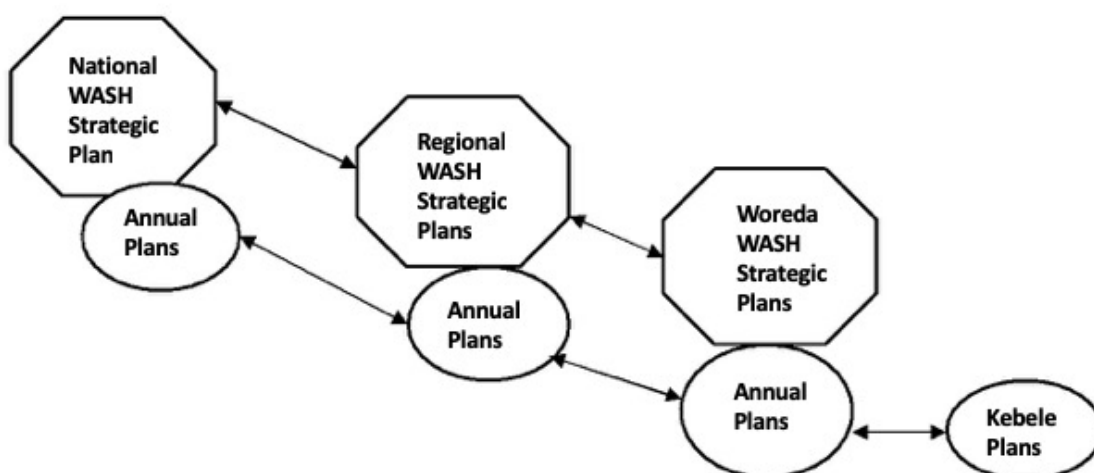 National
WASH
Strategic
Plan
Annual
Plans
Regional
WASH
Strategic
Plans
Annual
Plans
Woreda
WASH
Strategic
Plans
Annual
Plans
Kebele
Plans